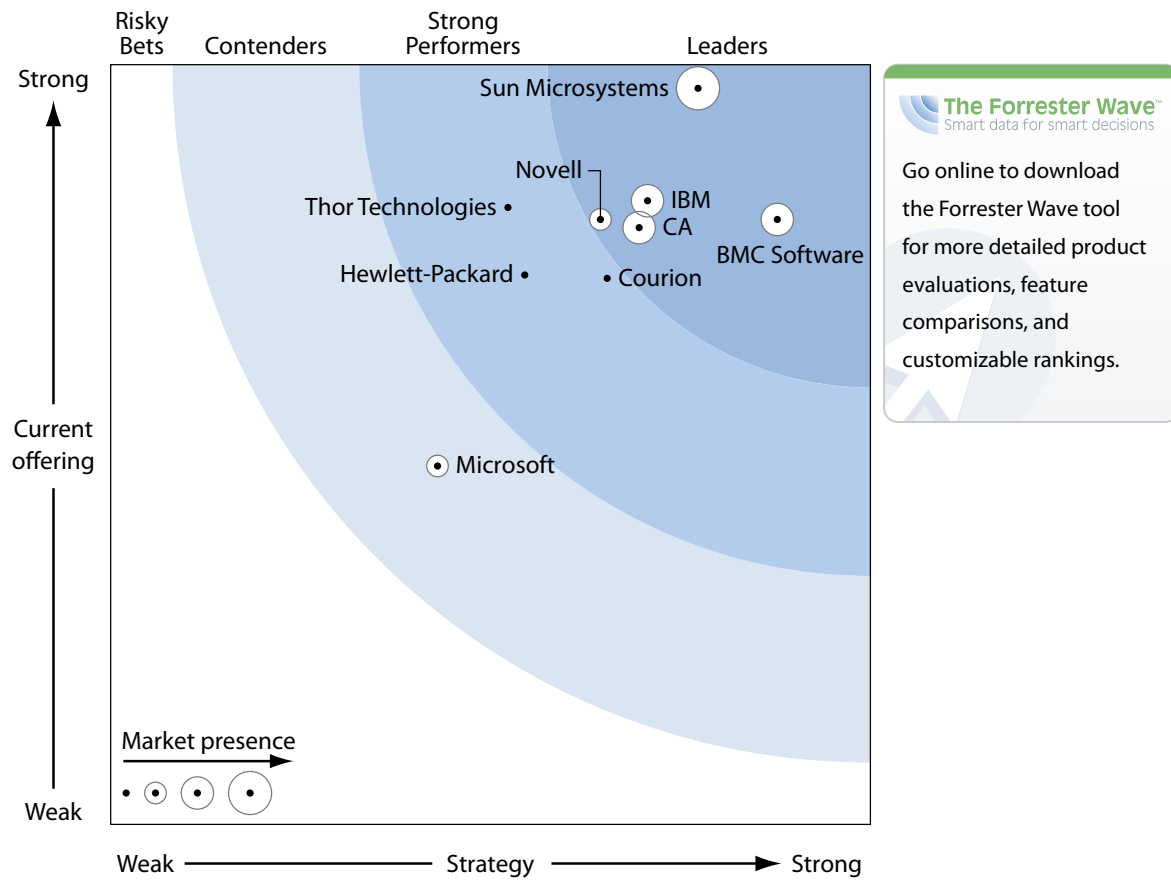 Risky
Bets
Contenders
Strong
Performers
Leaders
Strong
Current
offering
Weak
Sun Microsystems
Novell
IBM
Thor Technologies
CA
BMC Software
Hewlett-Packard
Courion
Microsoft
Market presence
Weak
Strategy
Strong
The Forrester Wave™
Smart data for smart decisions
Go online to download
the Forrester Wave tool
for more detailed product
evaluations, feature
comparisons, and
customizable rankings.